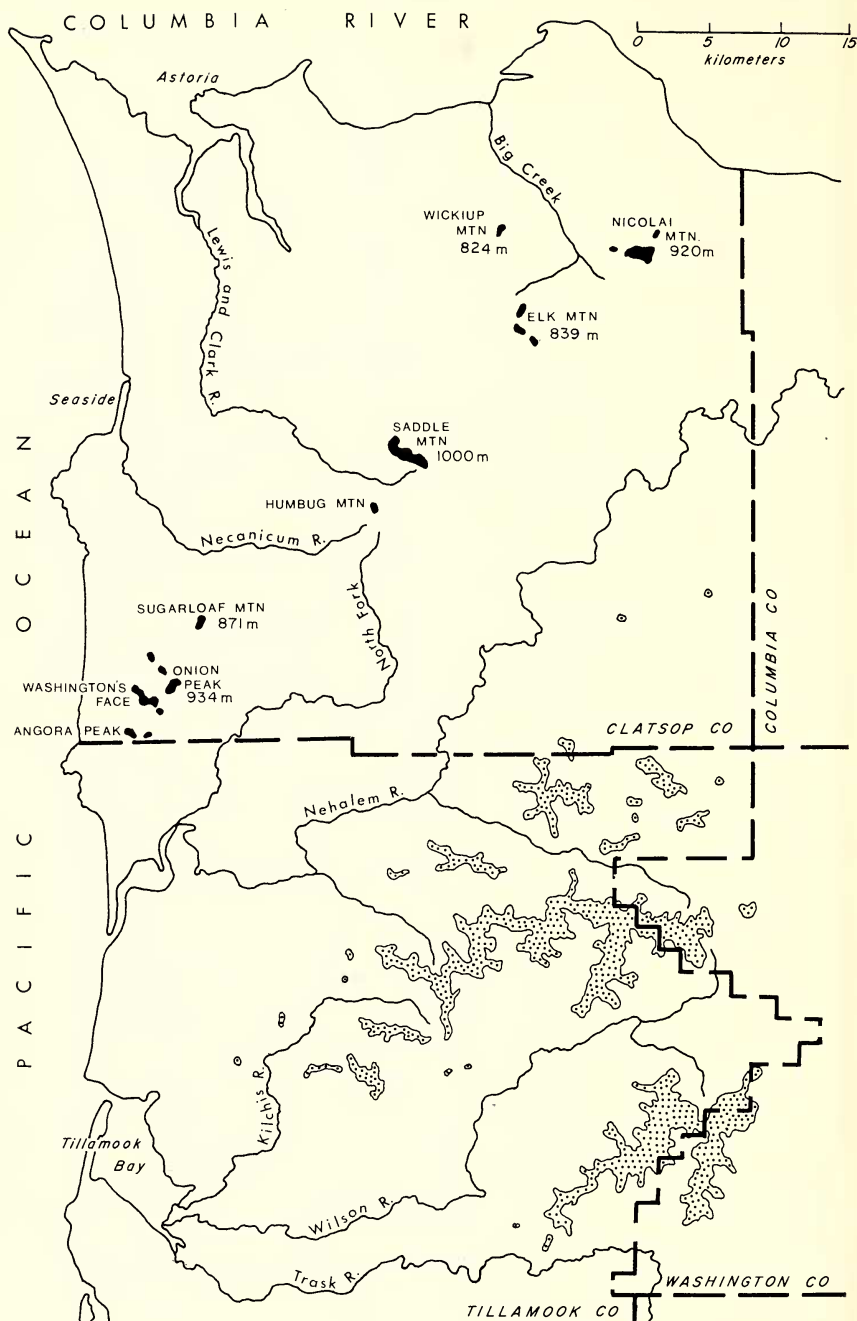 COLUMBIA RIVER
0 5 10 15
kilometers
Astoria
Big Creek
WICKIUP
MTN
824 m
NICOLAI
MTN.
920m
Lewis and Clark R.
ELK MTN
839 m
Seaside
SADDLE
MTN
1000m
HUMBUG MTN
Necanicum R.
North Fork
SUGARLOAF MTN
871m
ONION
PEAK
934m
WASHINGTON'S
FACE
ANGORA PEAK
CLATSOP CO
COLUMBIA CO
PACIFIC OCEAN
Nehalem R.
Kilchis R.
Tillamook
Bay
Wilson R.
Trask R.
WASHINGTON CO
TILLAMOOK CO